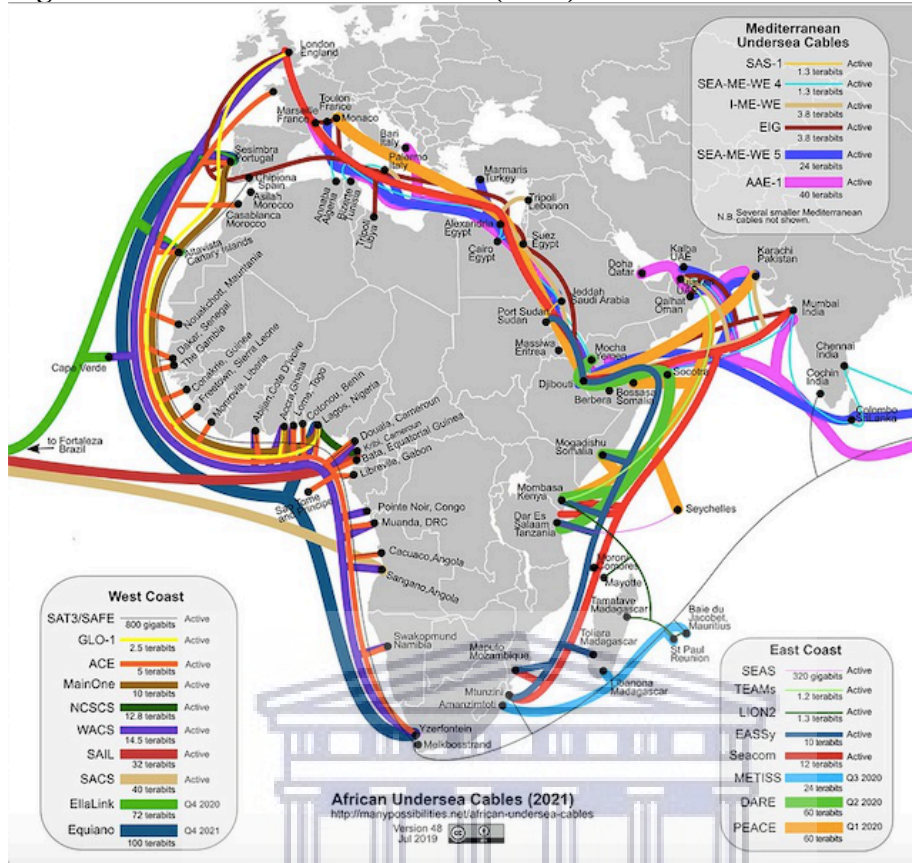 London
England
Toulon
France
Marseille
France
Monaco
Bari
Italy
Palermo
Italy
Sesimbra
Portugal
Chipiona
Spain
Asilah
Morocco
Casablanca
Morocco
Annaba
Algeria
Bizerte
Tunisia
Tripoli
Libya
Marmaris
Turkey
Tripoli
Lebanon
Alexandria
Egypt
Cairo
Egypt
Suez
Egypt
Altavista
Canary Islands
Nouakchott, Mauntania
Dakar, Senegal
The Gambia
Conakrie, Guinea
Freetown, Sierra Leone
Monrovia, Liberia
Cape Verde
Abijan,Cote D'ivoire
Accra,Ghana
Loma, Togo
Cotonou, Benin
Lagos, Nigeria
Douala, Cameroun
Kribi, Cameroun
Bata, Equatorial Guinea
Libreville, Gabon
Sao Tome
and Principe
to Fortaleza
Brazil
Pointe Noir, Congo
Muanda, DRC
Cacuaco,Angola
Sangano,Angola
Swakopmund
Namibia
Yzerfontein
Melkbosstrand
Jeddah
Saudi Arabia
Port Sudan
Sudan
Massiwa
Eritrea
Mocha
Yemen
Djibouti
Berbera
Bossasa
Somalia
Socotra
Doha
Qatar
Kalba
UAE
Qalhat
Oman
Karachi
Pakistan
Mumbai
India
Chennai
India
Cochin
India
Colombo
Sri Lanka
Mogadishu
Somalia
Mombasa
Kenya
Dar Es
Salaam
Tanzania
Seychelles
Moroni
Comores
Mayotte
Tamatave
Madagascar
Toliara
Madagascar
Libanona
Madagascar
Baie du
Jacobet,
Mauritius
St Paul
Reunion
Maputo
Mozambique
Mtunzini
Amanzimtoti
Mediterranean
Undersea Cables
SAS-1 Active
1.3 terabits
SEA-ME-WE 4 Active
1.3 terabits
I-ME-WE Active
3.8 terabits
EIG Active
3.8 terabits
SEA-ME-WE 5 Active
24 terabits
AAE-1 Active
40 terabits
N.B. Several smaller Mediterranean
cables not shown.
West Coast
SAT3/SAFE Active
800 gigabits
GLO-1 Active
2.5 terabits
ACE Active
5 terabits
MainOne Active
10 terabits
NCSCS Active
12.8 terabits
WACS Active
14.5 terabits
SAIL Active
32 terabits
SACS Active
40 terabits
EllaLink Q4 2020
72 terabits
Equiano Q4 2021
100 terabits
East Coast
SEAS Active
320 gigabits
TEAMs Active
1.2 terabits
LION2 Active
1.3 terabits
EASSy Active
10 terabits
Seacom Active
12 terabits
METISS Q3 2020
24 terabits
DARE Q2 2020
60 terabits
PEACE Q1 2020
60 terabits
African Undersea Cables (2021)
http://manypossibilities.net/african-undersea-cables
Version 48
Jul 2019